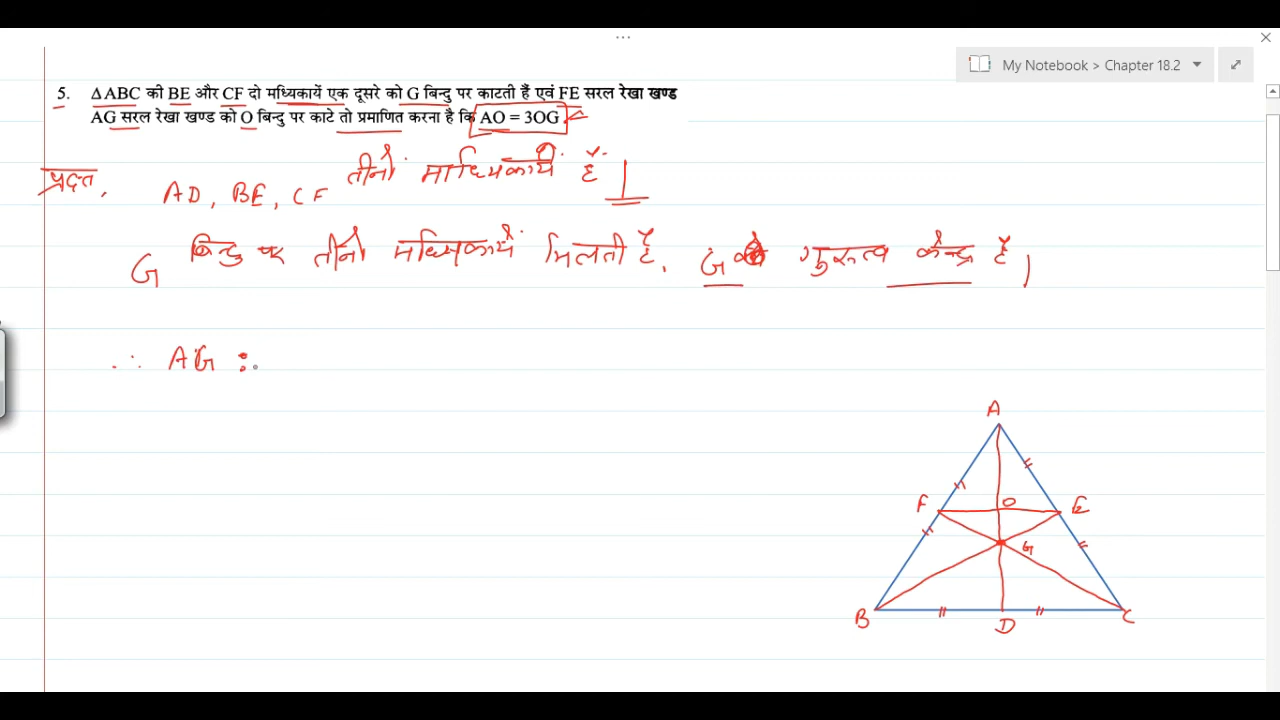 ...
My Notebook > Chapter 18.2
5. ΔABC की BE और CF दो मध्यिकायें एक दूसरे को G बिन्दु पर काटती हैं एवं FE सरल रेखा खण्ड
AG सरल रेखा खण्ड को O बिन्दु पर काटे तो प्रमाणित करना है कि AO = 3OG
प्रदत्त, AD, BE, CF तीनों माध्यिकायें हैं |
G बिन्दु पर तीनों मध्यिकायें मिलती हैं, G गुरुत्व केन्द्र है |
∴ AG :
A
F O E
G
B D C